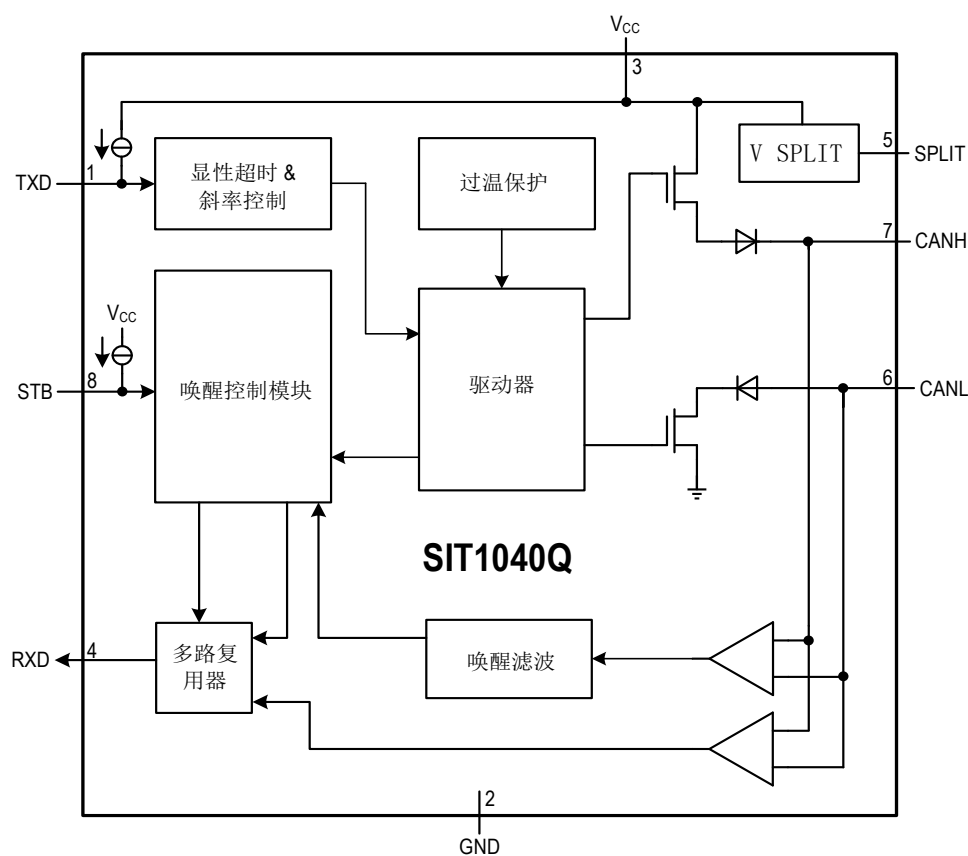 VCC
3
显性超时 &
斜率控制
过温保护
V SPLIT
5
SPLIT
TXD
1
7
CANH
VCC
STB
8
唤醒控制模块
驱动器
6
CANL
SIT1040Q
RXD
4
多路复
用器
唤醒滤波
2
GND